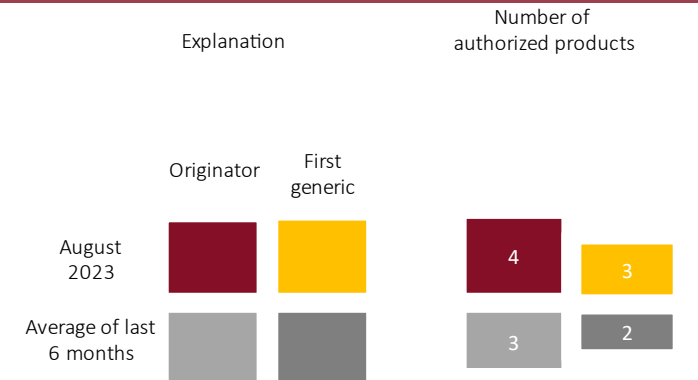 Explanation
Number of
authorized products
Originator
First
generic
August
2023
4
3
Average of last
6 months
3
2